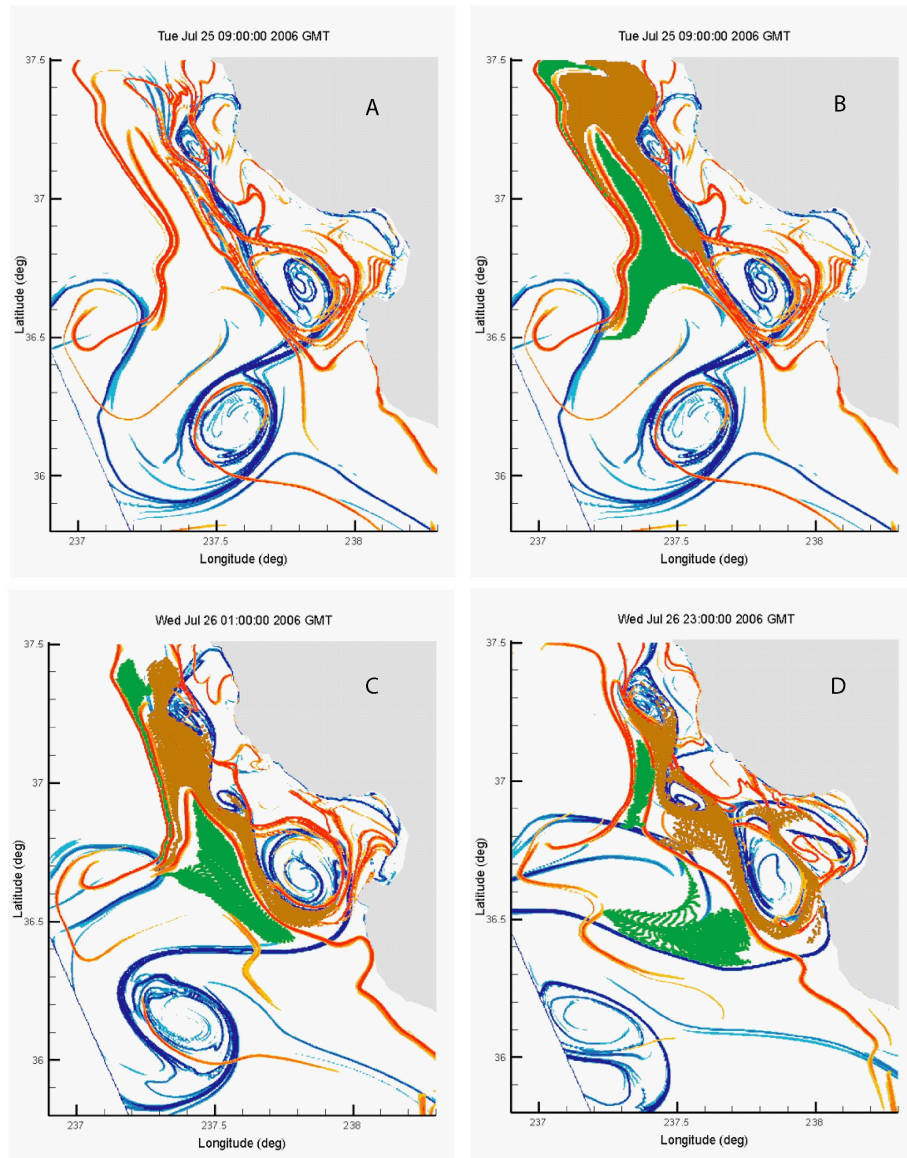 Tue Jul 25 09:00:00 2006 GMT
A
37.5
37
36.5
36
Latitude (deg)
237
237.5
238
Longitude (deg)
Tue Jul 25 09:00:00 2006 GMT
B
37.5
37
36.5
36
Latitude (deg)
237
237.5
238
Longitude (deg)
Wed Jul 26 01:00:00 2006 GMT
C
37.5
37
36.5
36
Latitude (deg)
237
237.5
238
Longitude (deg)
Wed Jul 26 23:00:00 2006 GMT
D
37.5
37
36.5
36
Latitude (deg)
237
237.5
238
Longitude (deg)